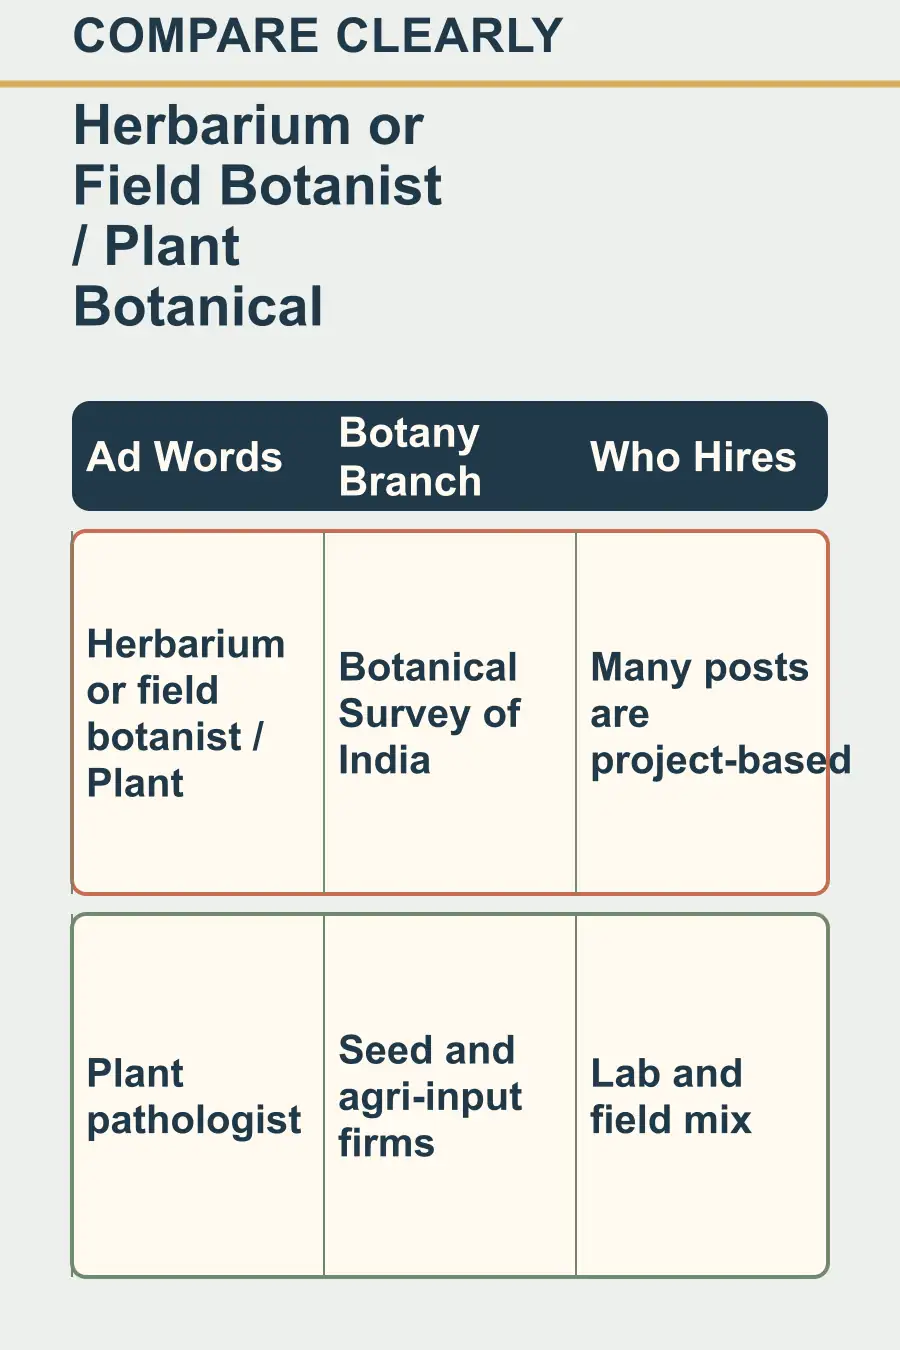 COMPARE CLEARLY
Herbarium or
Field Botanist
/ Plant
Botanical
Ad Words
Botany
Branch
Who Hires
Herbarium
or field
botanist /
Plant
Botanical
Survey of
India
Many posts
are
project-based
Plant
pathologist
Seed and
agri-input
firms
Lab and
field mix